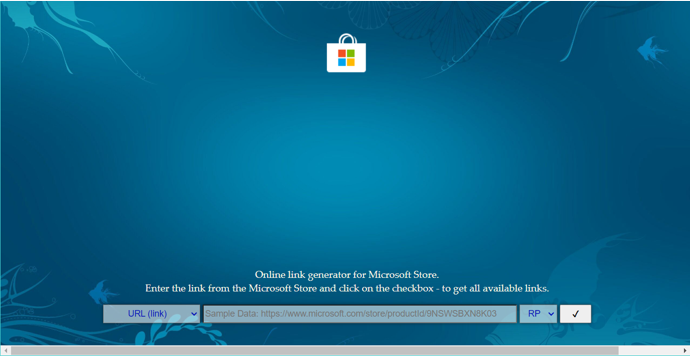 Online link generator for Microsoft Store.
Enter the link from the Microsoft Store and click on the checkbox - to get all available links.
URL (link) Sample Data: https://www.microsoft.com/store/productId/9NSWSBXN8K03 RP ✓